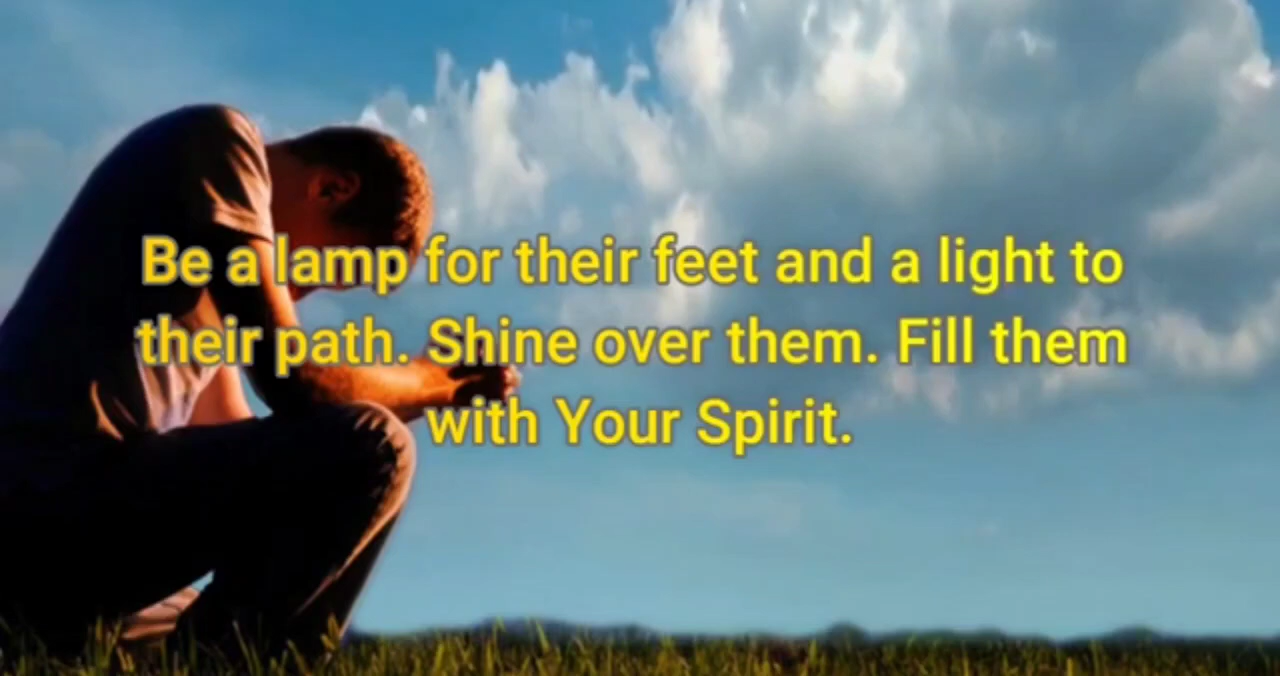 Be a lamp for their feet and a light to
their path. Shine over them. Fill them
with Your Spirit.